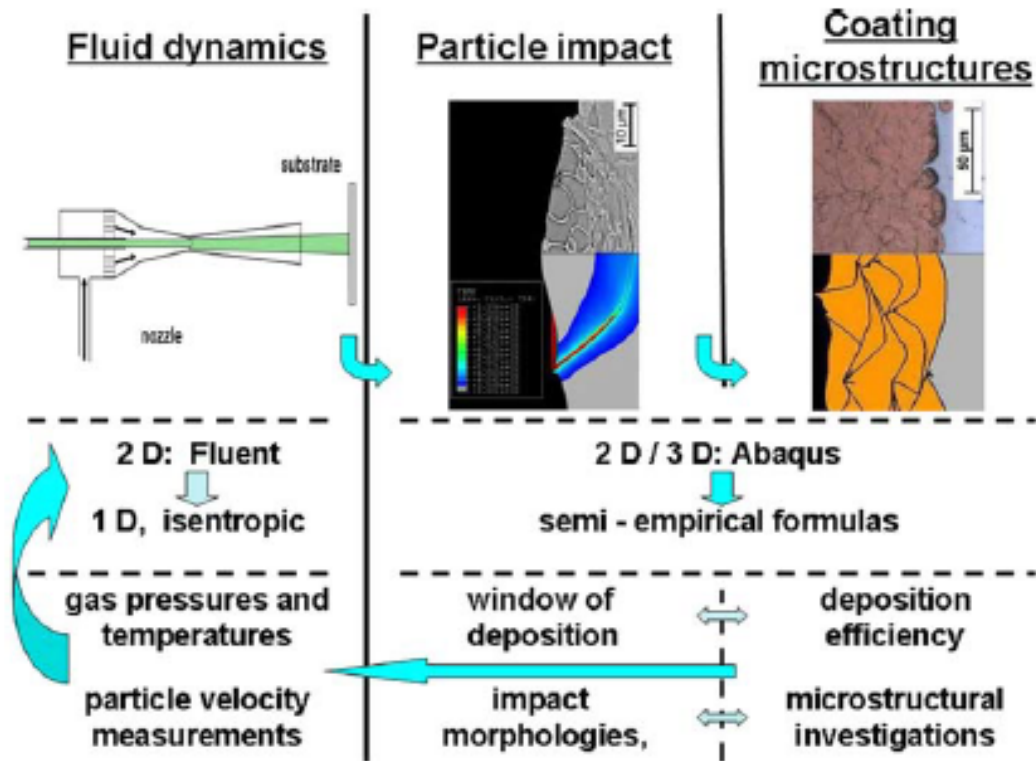 Fluid dynamics
Particle impact
Coating
microstructures
substrate
nozzle
10 µm
50 µm
2 D: Fluent
1 D, isentropic
2 D / 3 D: Abaqus
semi - empirical formulas
gas pressures and
temperatures
particle velocity
measurements
window of
deposition
impact
morphologies,
deposition
efficiency
microstructural
investigations